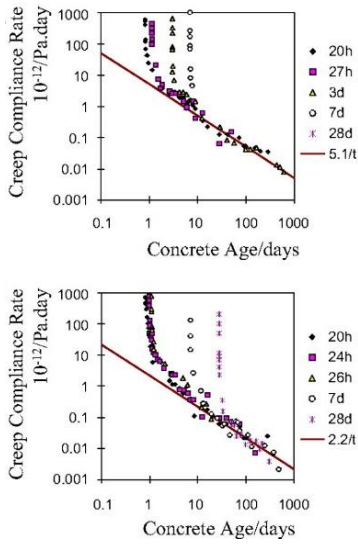 Creep Compliance Rate
10-12/Pa.day
1000
100
10
1
0.1
0.01
0.001
0.1 1 10 100 1000
Concrete Age/days
20h
27h
3d
7d
28d
5.1/t
Creep Compliance Rate
10-12/Pa.day
1000
100
10
1
0.1
0.01
0.001
0.1 1 10 100 1000
Concrete Age/days
20h
24h
26h
7d
28d
2.2/t